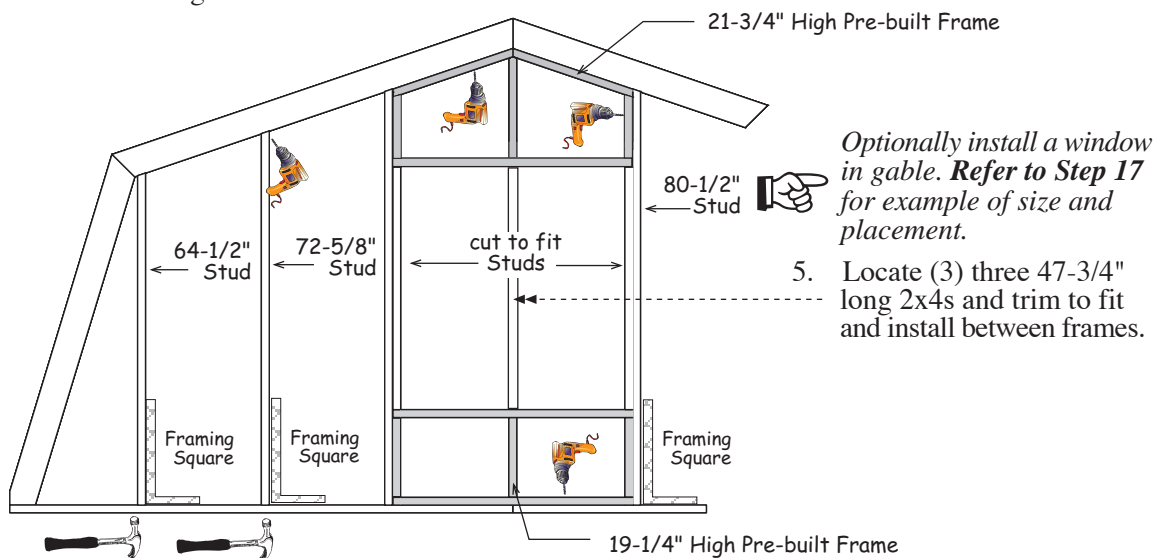 21-3/4" High Pre-built Frame
Optionally install a window
in gable. Refer to Step 17
for example of size and
placement.
80-1/2"
Stud
64-1/2"
Stud
72-5/8"
Stud
cut to fit
Studs
5. Locate (3) three 47-3/4"
long 2x4s and trim to fit
and install between frames.
Framing
Square
Framing
Square
Framing
Square
19-1/4" High Pre-built Frame